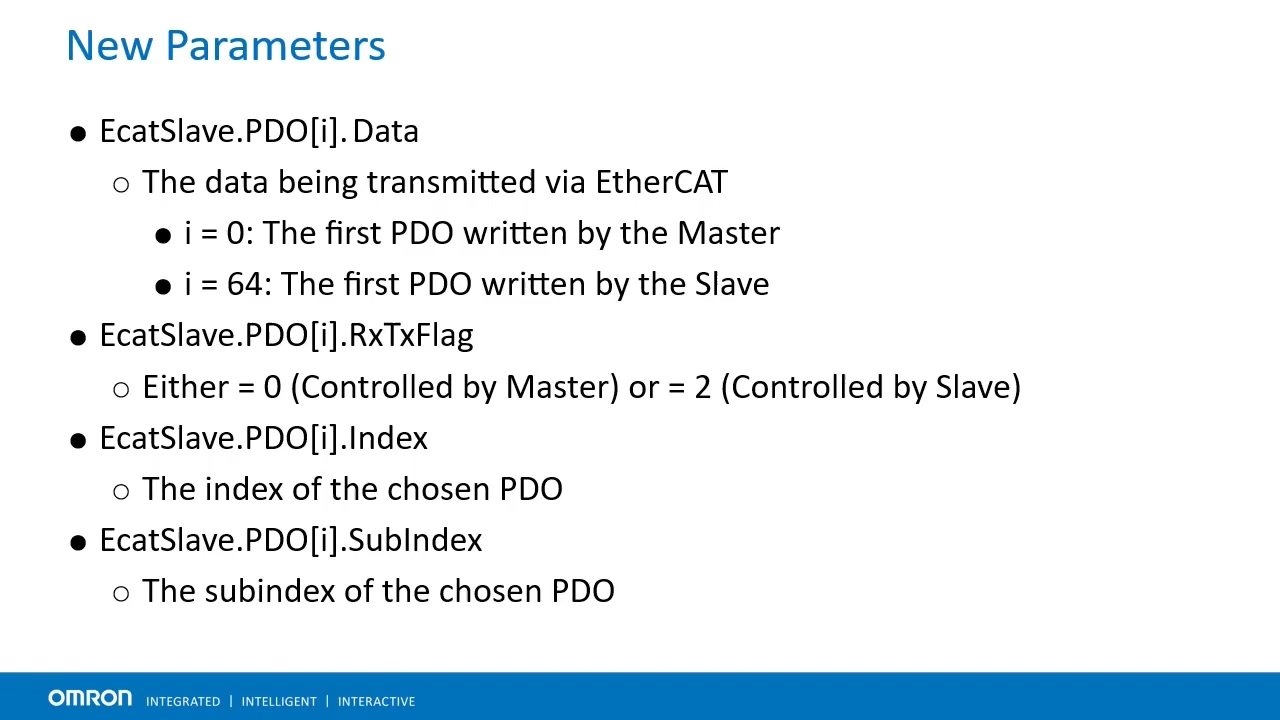 New Parameters
● EcatSlave.PDO[i].Data
○ The data being transmitted via EtherCAT
● i = 0: The first PDO written by the Master
● i = 64: The first PDO written by the Slave
● EcatSlave.PDO[i].RxTxFlag
○ Either = 0 (Controlled by Master) or = 2 (Controlled by Slave)
● EcatSlave.PDO[i].Index
○ The index of the chosen PDO
● EcatSlave.PDO[i].SubIndex
○ The subindex of the chosen PDO
OMRON INTEGRATED | INTELLIGENT | INTERACTIVE